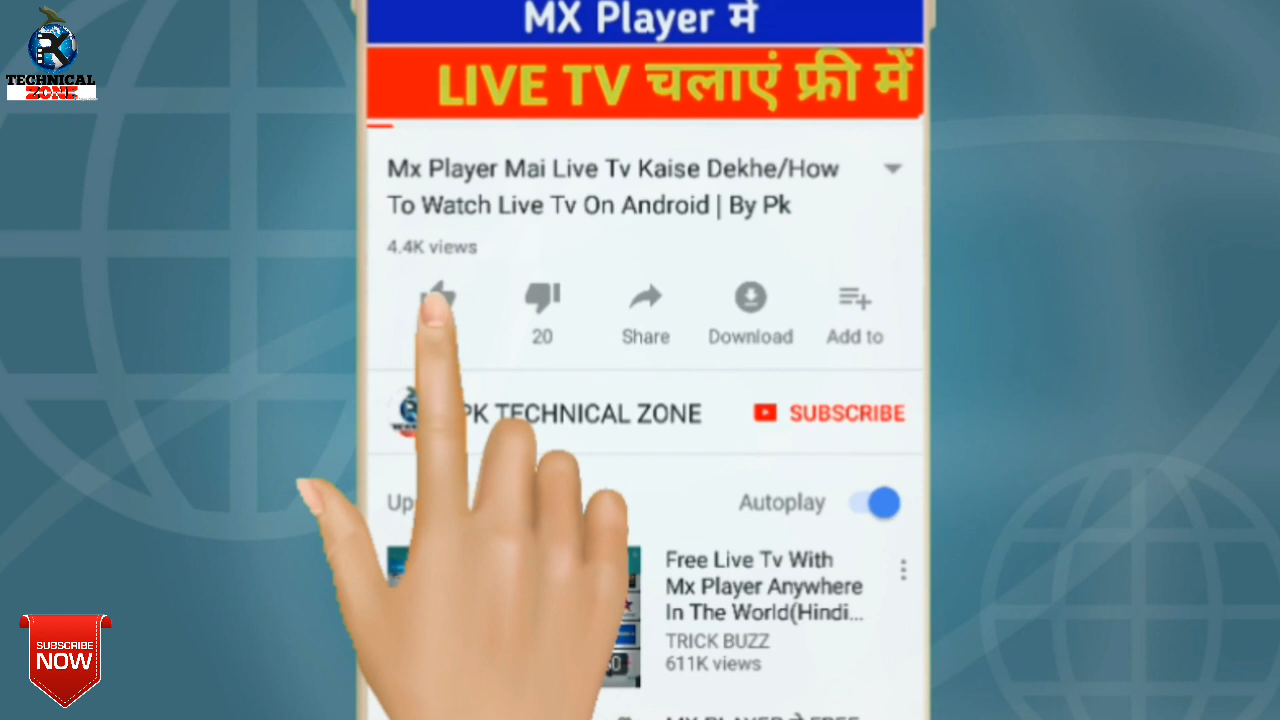 TECHNICAL
ZONE
MX Player में
LIVE TV चलाएं फ्री में
Mx Player Mai Live Tv Kaise Dekhe/How
To Watch Live Tv On Android | By Pk
4.4K views
20
Share
Download
Add to
PK TECHNICAL ZONE
SUBSCRIBE
Up
Autoplay
Free Live Tv With
Mx Player Anywhere
In The World(Hindi...
TRICK BUZZ
611K views
SUBSCRIBE
NOW